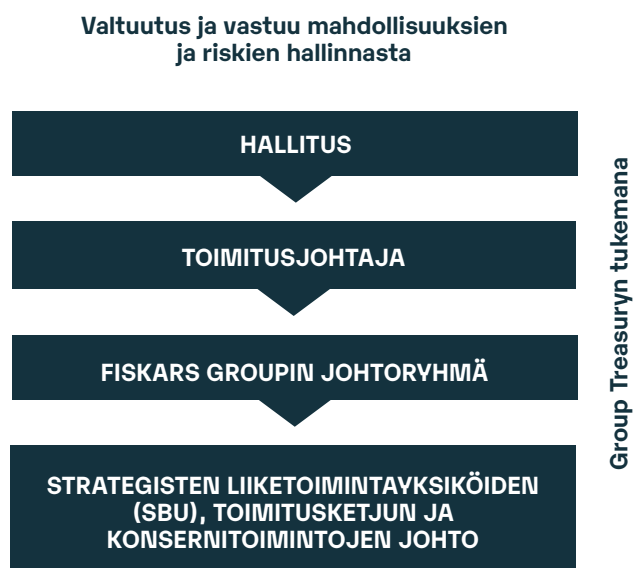 Valtuutus ja vastuu mahdollisuuksien
ja riskien hallinnasta
HALLITUS
TOIMITUSJOHTAJA
FISKARS GROUPIN JOHTORYHMÄ
STRATEGISTEN LIIKETOIMINTAYKSIKÖIDEN
(SBU), TOIMITUSKETJUN JA
KONSERNITOIMINTOJEN JOHTO
Group Treasuryn tukemana